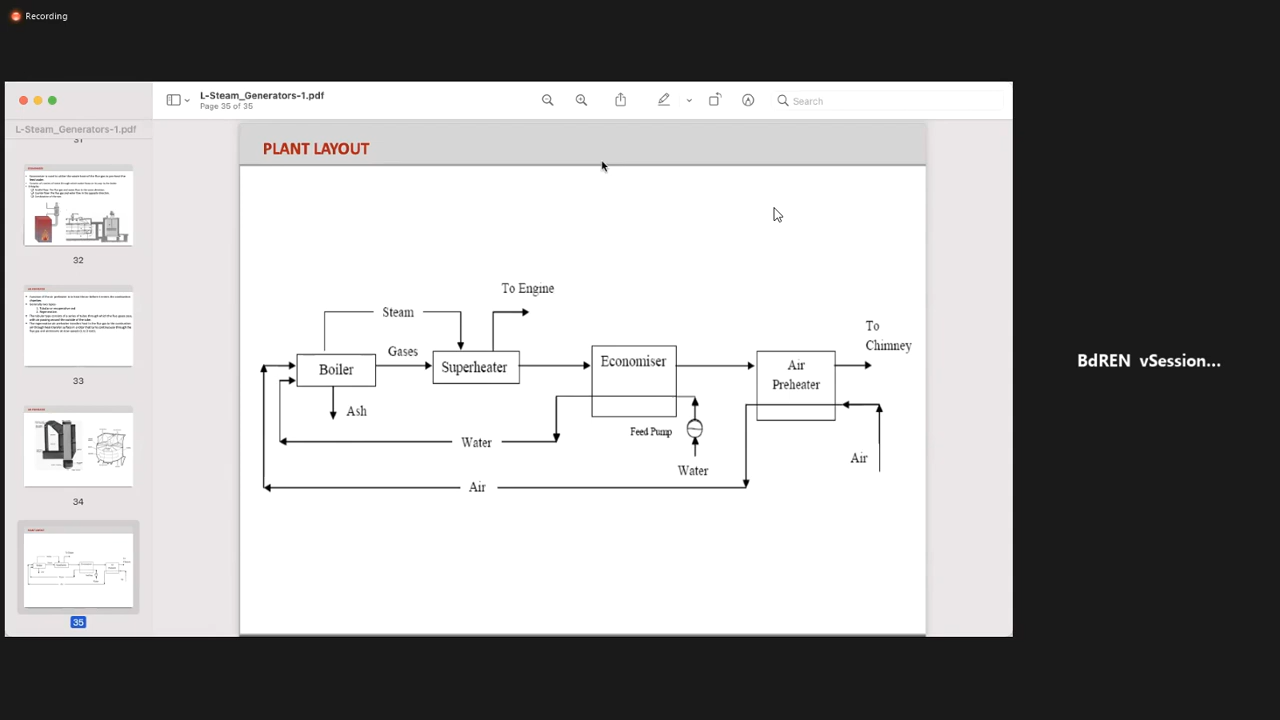 Recording
L-Steam_Generators-1.pdf
Page 35 of 35
Search
L-Steam_Generators-1.pdf
31
32
33
34
35
PLANT LAYOUT
To Engine
Steam
To
Chimney
Gases
Boiler
Superheater
Economiser
Air
Preheater
Ash
Feed Pump
Water
Water
Air
Air
BdREN vSession...